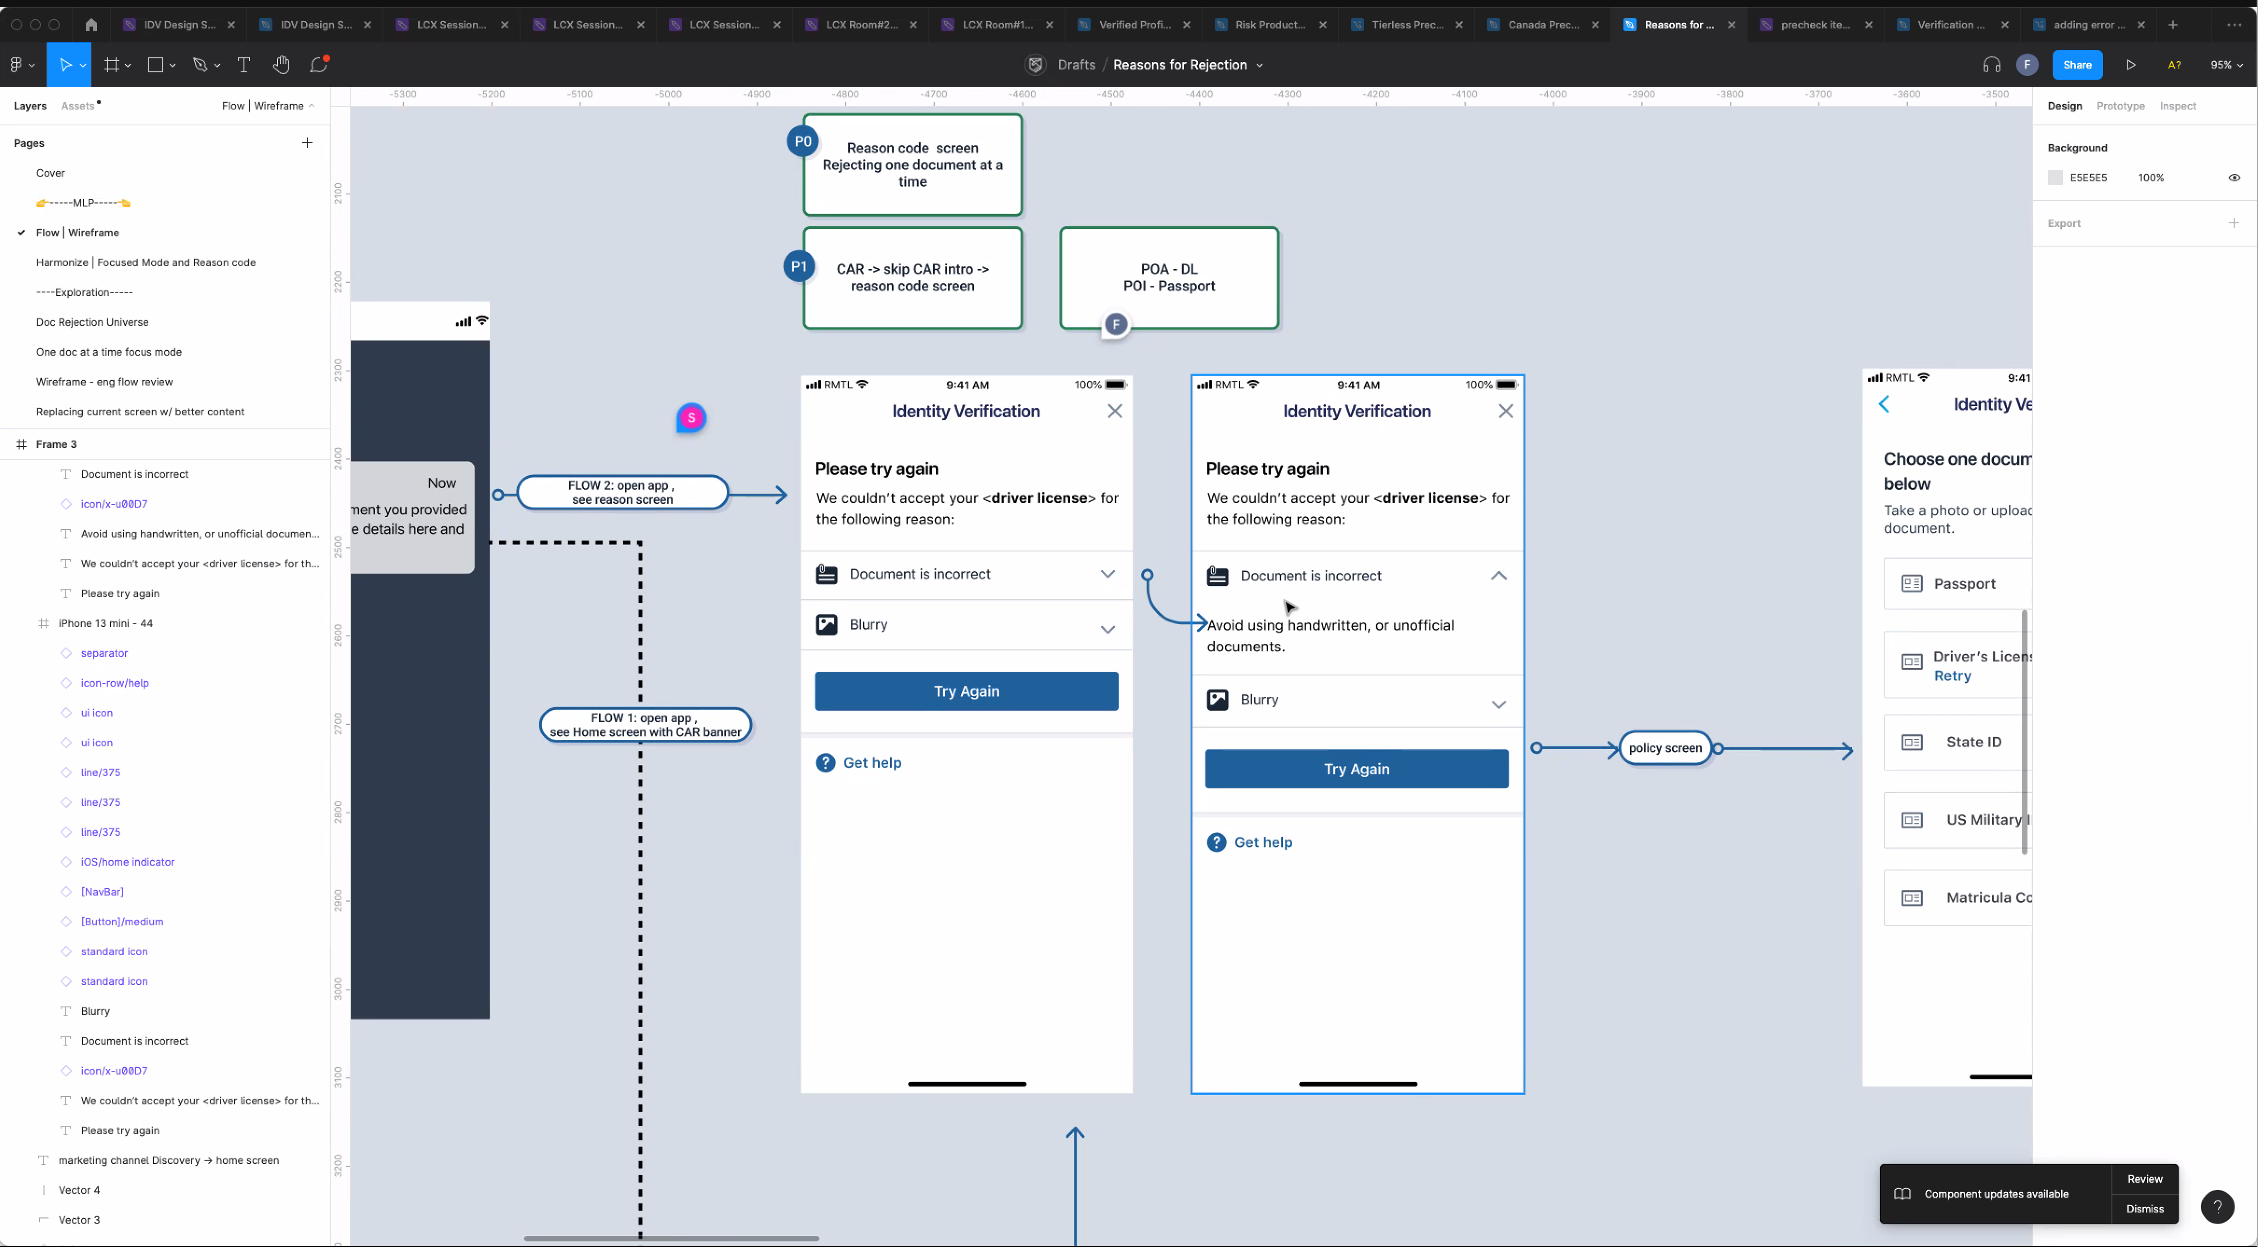 IDV Design S...
IDV Design S...
LCX Session...
LCX Session...
LCX Session...
LCX Room#2...
LCX Room#1...
Verified Profi...
Risk Product...
Tierless Prec...
Canada Prec...
Reasons for ...
precheck ite...
Verification ...
adding error ...
Drafts / Reasons for Rejection
F
Share
A?
95%
Layers
Assets
Flow | Wireframe
Pages
Cover
👉-----MLP-----👈
Flow | Wireframe
Harmonize | Focused Mode and Reason code
----Exploration-----
Doc Rejection Universe
One doc at a time focus mode
Wireframe - eng flow review
Replacing current screen w/ better content
Frame 3
Document is incorrect
icon/x-u00D7
Avoid using handwritten, or unofficial documen...
We couldn't accept your <driver license> for th...
Please try again
iPhone 13 mini - 44
separator
icon-row/help
ui icon
ui icon
line/375
line/375
line/375
iOS/home indicator
[NavBar]
[Button]/medium
standard icon
standard icon
Blurry
Document is incorrect
icon/x-u00D7
We couldn't accept your <driver license> for th...
Please try again
marketing channel Discovery → home screen
Vector 4
Vector 3
-5300
-5200
-5100
-5000
-4900
-4800
-4700
-4600
-4500
-4400
-4300
-4200
-4100
-4000
-3900
-3800
-3700
-3600
-3500
2100
2200
2300
2400
2500
2600
2700
2800
2900
3000
3100
3200
P0
Reason code screen
Rejecting one document at a
time
P1
CAR -> skip CAR intro ->
reason code screen
POA - DL
POI - Passport
F
S
Now
ment you provided
e details here and
FLOW 2: open app ,
see reason screen
FLOW 1: open app ,
see Home screen with CAR banner
RMTL
9:41 AM
100%
Identity Verification
Please try again
We couldn't accept your <driver license> for
the following reason:
Document is incorrect
Blurry
Try Again
? Get help
RMTL
9:41 AM
100%
Identity Verification
Please try again
We couldn't accept your <driver license> for
the following reason:
Document is incorrect
Avoid using handwritten, or unofficial
documents.
Blurry
Try Again
? Get help
policy screen
RMTL
9:41
Identity Ve
Choose one docum
below
Take a photo or upload
document.
Passport
Driver's Licens
Retry
State ID
US Military I
Matricula Co
Design
Prototype
Inspect
Background
E5E5E5
100%
Export
Component updates available
Review
Dismiss
?